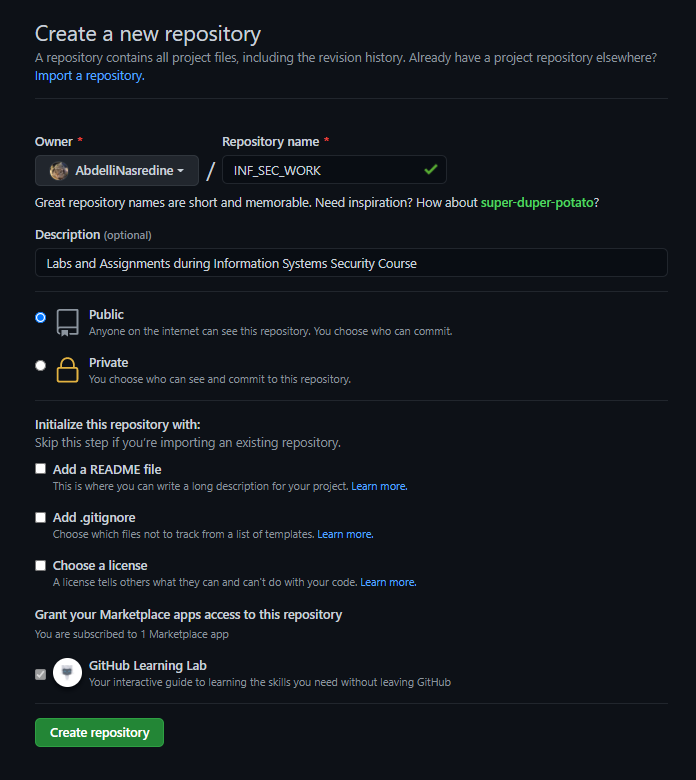 Create a new repository
A repository contains all project files, including the revision history. Already have a project repository elsewhere?
Import a repository.
Owner *
Repository name *
AbdelliNasredine
/
INF_SEC_WORK
Great repository names are short and memorable. Need inspiration? How about super-duper-potato?
Description (optional)
Labs and Assignments during Information Systems Security Course
Public
Anyone on the internet can see this repository. You choose who can commit.
Private
You choose who can see and commit to this repository.
Initialize this repository with:
Skip this step if you're importing an existing repository.
Add a README file
This is where you can write a long description for your project. Learn more.
Add .gitignore
Choose which files not to track from a list of templates. Learn more.
Choose a license
A license tells others what they can and can't do with your code. Learn more.
Grant your Marketplace apps access to this repository
You are subscribed to 1 Marketplace app
GitHub Learning Lab
Your interactive guide to learning the skills you need without leaving GitHub
Create repository